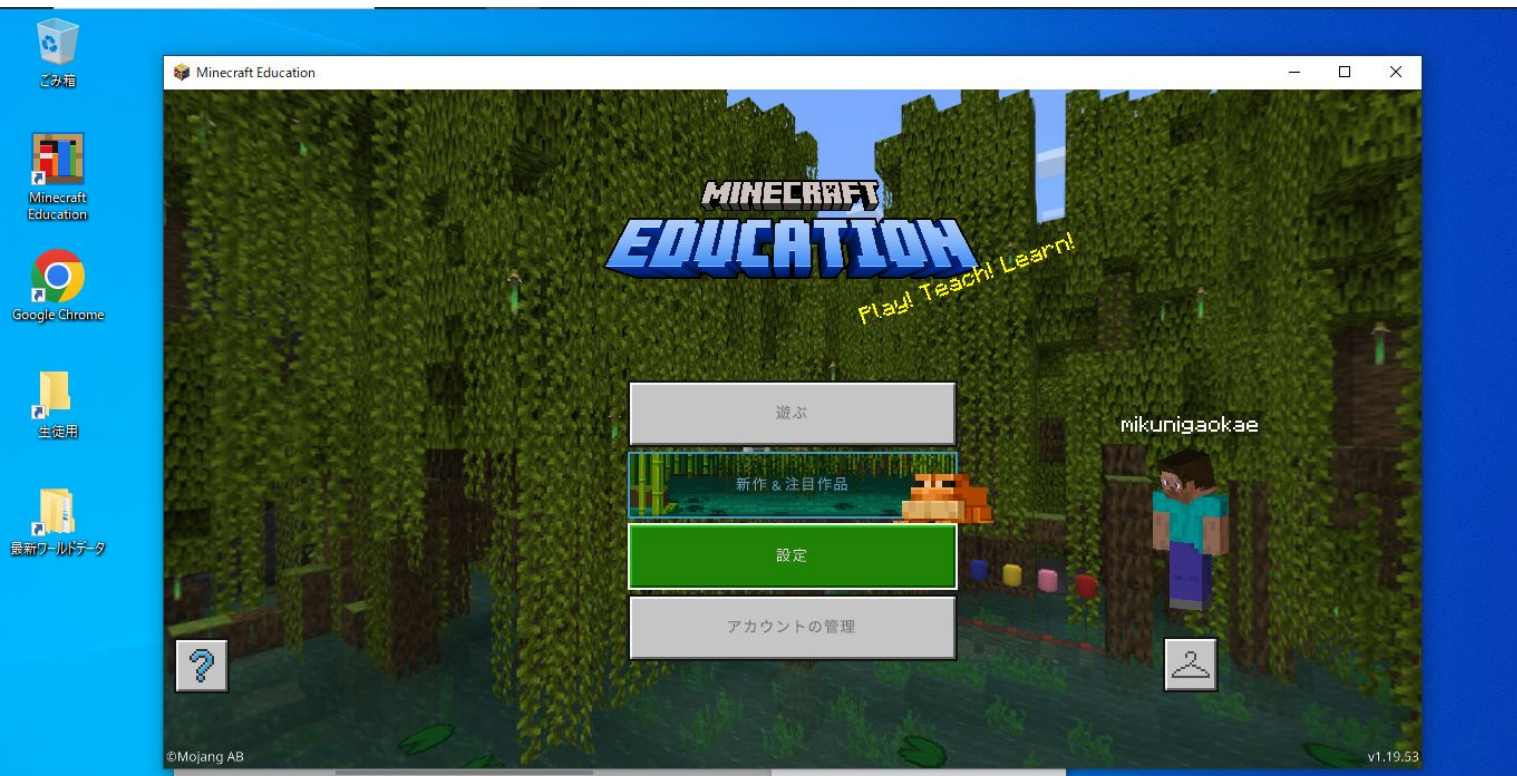 ごみ箱
Minecraft Education
Minecraft
Education
Google Chrome
生徒用
最新ワールドデータ
MINECRAFT
EDUCATION
Play! Teach! Learn!
遊ぶ
新作 & 注目作品
設定
アカウントの管理
mikunigaokae
?
©Mojang AB
v1.19.53